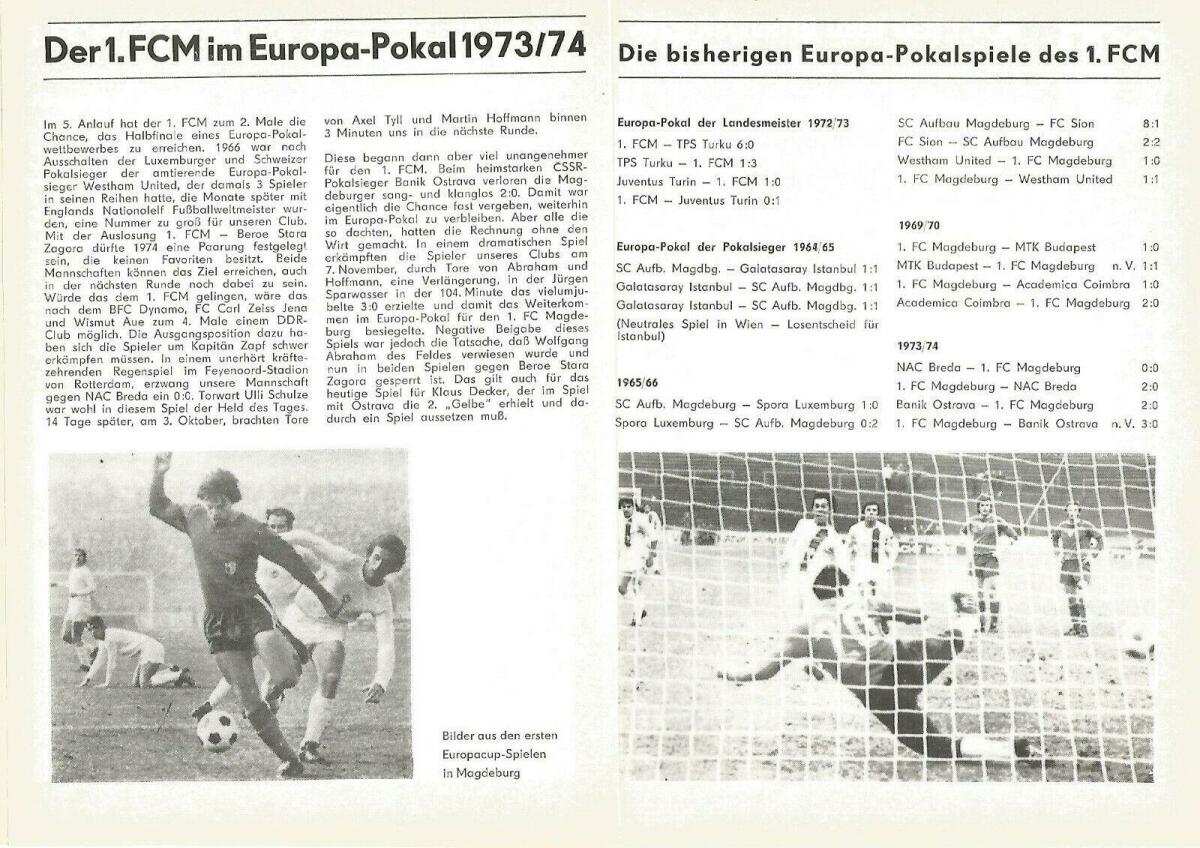 Der 1. FCM im Europa-Pokal 1973/74
Im 5. Anlauf hat der 1. FCM zum 2. Male die
Chance, das Halbfinale eines Europa-Pokal-
wettbewerbes zu erreichen. 1966 war nach
Ausschalten der Luxemburger und Schweizer
Pokalsieger der amtierende Europa-Pokal-
sieger Westham United, der damals 3 Spieler
in seinen Reihen hatte, die Monate später mit
Englands Nationalelf Fußballweltmeister wur-
den, eine Nummer zu groß für unseren Club.
Mit der Auslosung 1. FCM – Beroe Stara
Zagora dürfte 1974 eine Paarung festgelegt
sein, die keinen Favoriten besitzt. Beide
Mannschaften können das Ziel erreichen, auch
in der nächsten Runde noch dabei zu sein.
Würde das dem 1. FCM gelingen, wäre das
nach dem BFC Dynamo, FC Carl Zeiss Jena
und Wismut Aue zum 4. Male einem DDR-
Club möglich. Die Ausgangsposition dazu ha-
ben sich die Spieler um Kapitän Zapf schwer
erkämpfen müssen. In einem unerhört kräfte-
zehrenden Regenspiel im Feyenoord-Stadion
von Rotterdam, erzwang unsere Mannschaft
gegen NAC Breda ein 0:0. Torwart Ulli Schulze
war wohl in diesem Spiel der Held des Tages.
14 Tage später, am 3. Oktober, brachten Tore
von Axel Tyll und Martin Hoffmann binnen
3 Minuten uns in die nächste Runde.
Diese begann dann aber viel unangenehmer
für den 1. FCM. Beim heimstarken CSSR-
Pokalsieger Banik Ostrava verloren die Mag-
deburger sang- und klanglos 2:0. Damit war
eigentlich die Chance fast vergeben, weiterhin
im Europa-Pokal zu verbleiben. Aber alle die
so dachten, hatten die Rechnung ohne den
Wirt gemacht. In einem dramatischen Spiel
erkämpften die Spieler unseres Clubs am
7. November, durch Tore von Abraham und
Hoffmann, eine Verlängerung, in der Jürgen
Sparwasser in der 104. Minute das vielumju-
belte 3:0 erzielte und damit das Weiterkom-
men im Europa-Pokal für den 1. FC Magde-
burg besiegelte. Negative Beigabe dieses
Spiels war jedoch die Tatsache, daß Wolfgang
Abraham des Feldes verwiesen wurde und
nun in beiden Spielen gegen Beroe Stara
Zagora gesperrt ist. Das gilt auch für das
heutige Spiel für Klaus Decker, der im Spiel
mit Ostrava die 2. „Gelbe" erhielt und da-
durch ein Spiel aussetzen muß.
Bilder aus den ersten
Europacup-Spielen
in Magdeburg
Die bisherigen Europa-Pokalspiele des 1. FCM
Europa-Pokal der Landesmeister 1972/73
1. FCM – TPS Turku 6:0
TPS Turku – 1. FCM 1:3
Juventus Turin – 1. FCM 1:0
1. FCM – Juventus Turin 0:1
Europa-Pokal der Pokalsieger 1964/65
SC Aufb. Magdbg. – Galatasaray Istanbul 1:1
Galatasaray Istanbul – SC Aufb. Magdbg. 1:1
Galatasaray Istanbul – SC Aufb. Magdbg. 1:1
(Neutrales Spiel in Wien – Losentscheid für
Istanbul)
1965/66
SC Aufb. Magdeburg – Spora Luxemburg 1:0
Spora Luxemburg – SC Aufb. Magdeburg 0:2
SC Aufbau Magdeburg – FC Sion 8:1
FC Sion – SC Aufbau Magdeburg 2:2
Westham United – 1. FC Magdeburg 1:0
1. FC Magdeburg – Westham United 1:1
1969/70
1. FC Magdeburg – MTK Budapest 1:0
MTK Budapest – 1. FC Magdeburg n. V. 1:1
1. FC Magdeburg – Academica Coimbra 1:0
Academica Coimbra – 1. FC Magdeburg 2:0
1973/74
NAC Breda – 1. FC Magdeburg 0:0
1. FC Magdeburg – NAC Breda 2:0
Banik Ostrava – 1. FC Magdeburg 2:0
1. FC Magdeburg – Banik Ostrava n. V. 3:0